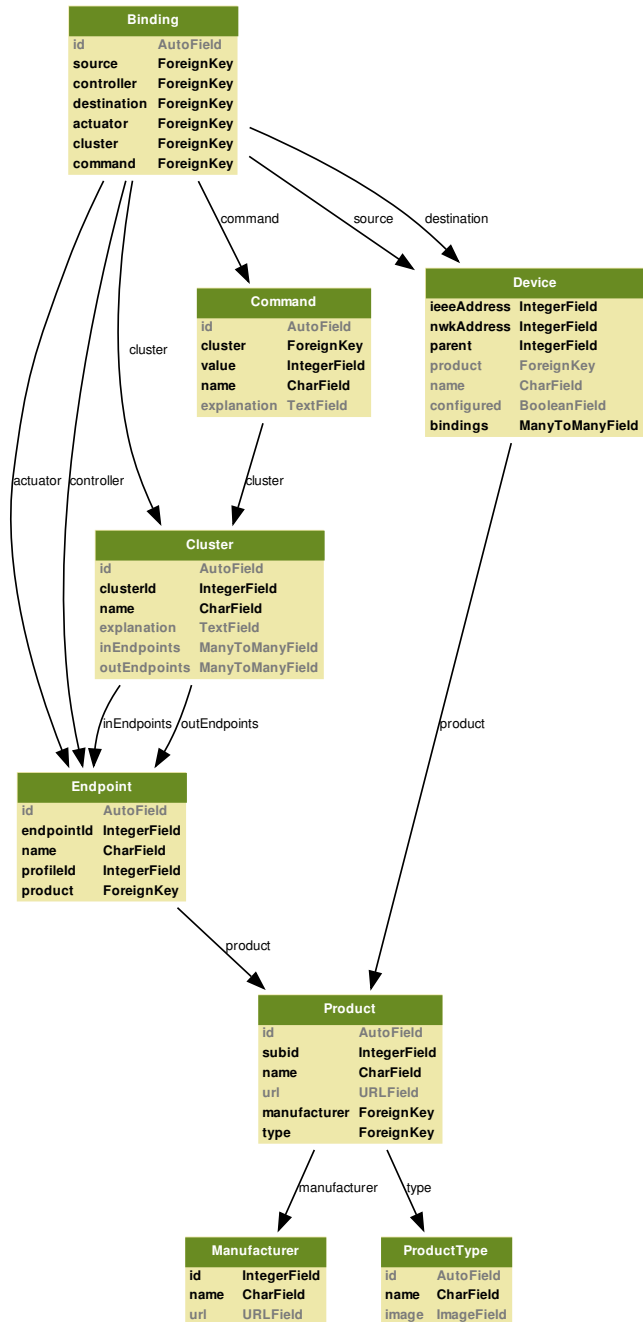 Binding
id AutoField
source ForeignKey
controller ForeignKey
destination ForeignKey
actuator ForeignKey
cluster ForeignKey
command ForeignKey
command
source
destination
Command
id AutoField
cluster ForeignKey
value IntegerField
name CharField
explanation TextField
Device
ieeeAddress IntegerField
nwkAddress IntegerField
parent IntegerField
product ForeignKey
name CharField
configured BooleanField
bindings ManyToManyField
cluster
actuator
controller
cluster
Cluster
id AutoField
clusterId IntegerField
name CharField
explanation TextField
inEndpoints ManyToManyField
outEndpoints ManyToManyField
inEndpoints
outEndpoints
product
Endpoint
id AutoField
endpointId IntegerField
name CharField
profileId IntegerField
product ForeignKey
product
Product
id AutoField
subid IntegerField
name CharField
url URLField
manufacturer ForeignKey
type ForeignKey
manufacturer
type
Manufacturer
id IntegerField
name CharField
url URLField
ProductType
id AutoField
name CharField
image ImageField